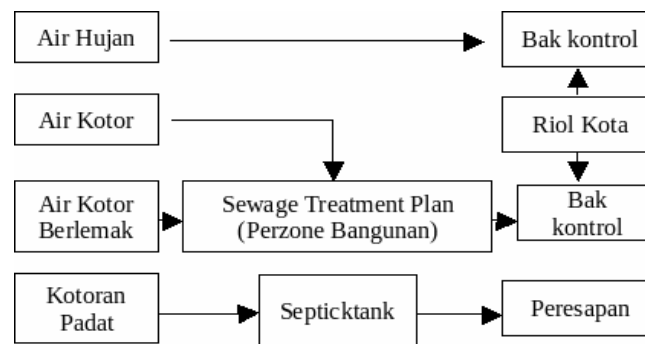 Air Hujan
Bak kontrol
Air Kotor
Riol Kota
Air Kotor
Berlemak
Sewage Treatment Plan
(Perzone Bangunan)
Bak
kontrol
Kotoran
Padat
Septicktank
Peresapan